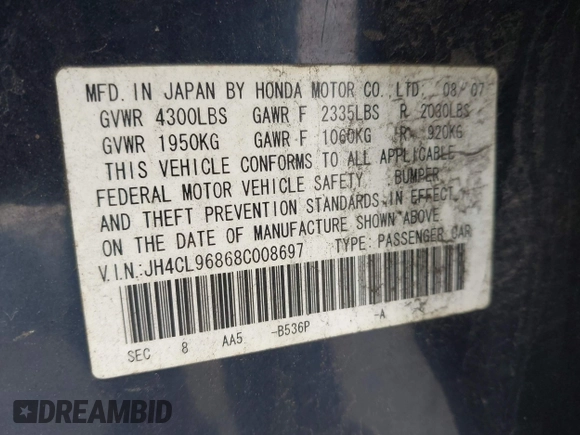 MFD. IN JAPAN BY HONDA MOTOR CO., LTD. 08/07
GVWR 4300LBS GAWR F 2335LBS R 2030LBS
GVWR 1950KG GAWR F 1060KG R 920KG
THIS VEHICLE CONFORMS TO ALL APPLICABLE
FEDERAL MOTOR VEHICLE SAFETY, BUMPER,
AND THEFT PREVENTION STANDARDS IN EFFECT
ON THE DATE OF MANUFACTURE SHOWN ABOVE
V.I.N.:JH4CL96868C008697 TYPE: PASSENGER CAR
SEC 8 AA5 -B536P -A
DREAMBID